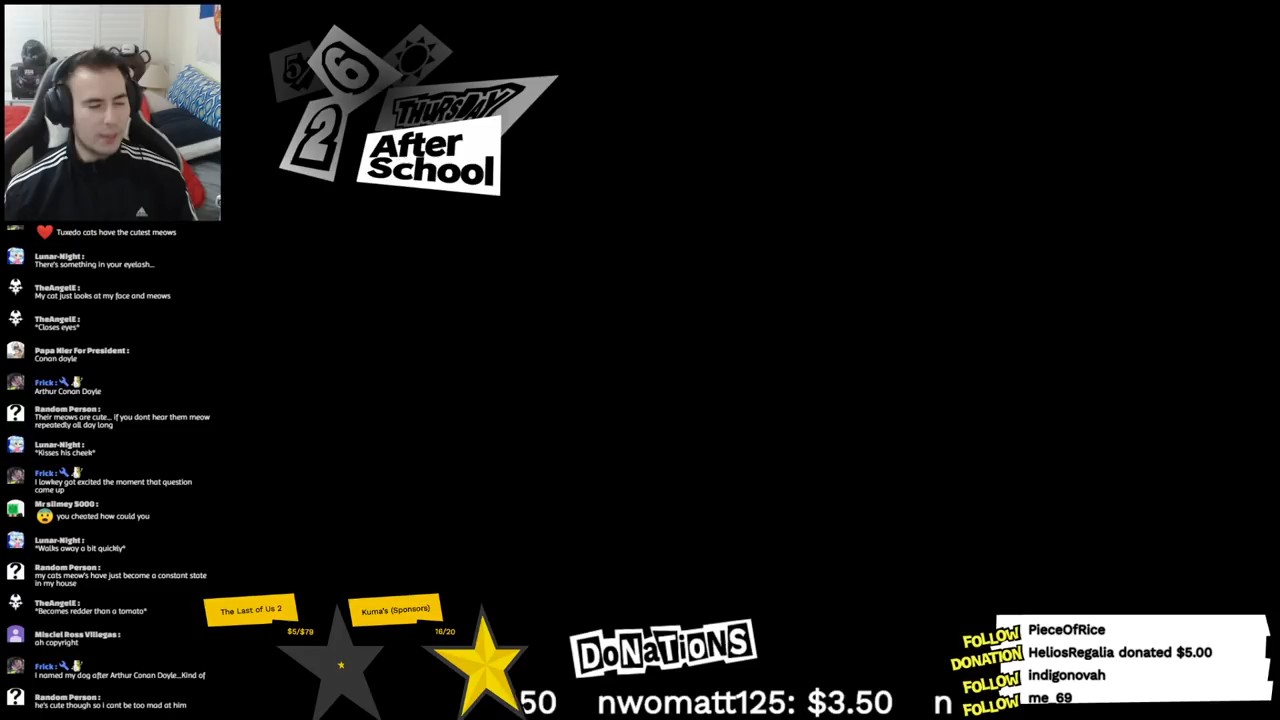 5/
6
2
THURSDAY
After
School
Tuxedo cats have the cutest meows
Lunar-Night :
There's something in your eyelash...
TheAngelE :
My cat just looks at my face and meows
TheAngelE :
*Closes eyes*
Papa Nier For President :
Conan doyle
Frick :
Arthur Conan Doyle
Random Person :
Their meows are cute... if you dont hear them meow
repeatedly all day long
Lunar-Night :
*Kisses his cheek*
Frick :
I lowkey got excited the moment that question
came up
Mr slimey 5000 :
you cheated how could you
Lunar-Night :
*Walks away a bit quickly*
Random Person :
my cats meow's have just become a constant state
in my house
TheAngelE :
*Becomes redder than a tomato*
Misciel Ross Villegas :
oh copyright
Frick :
I named my dog after Arthur Conan Doyle...Kind of
Random Person :
he's cute though so i cant be too mad at him
The Last of Us 2
$5/$79
Kuma's (Sponsors)
16/20
DoNaTioNS
50 nwomatt125: $3.50 n
FOLLOW PieceOfRice
DONATION HeliosRegalia donated $5.00
FOLLOW indigonovah
FOLLOW me_69